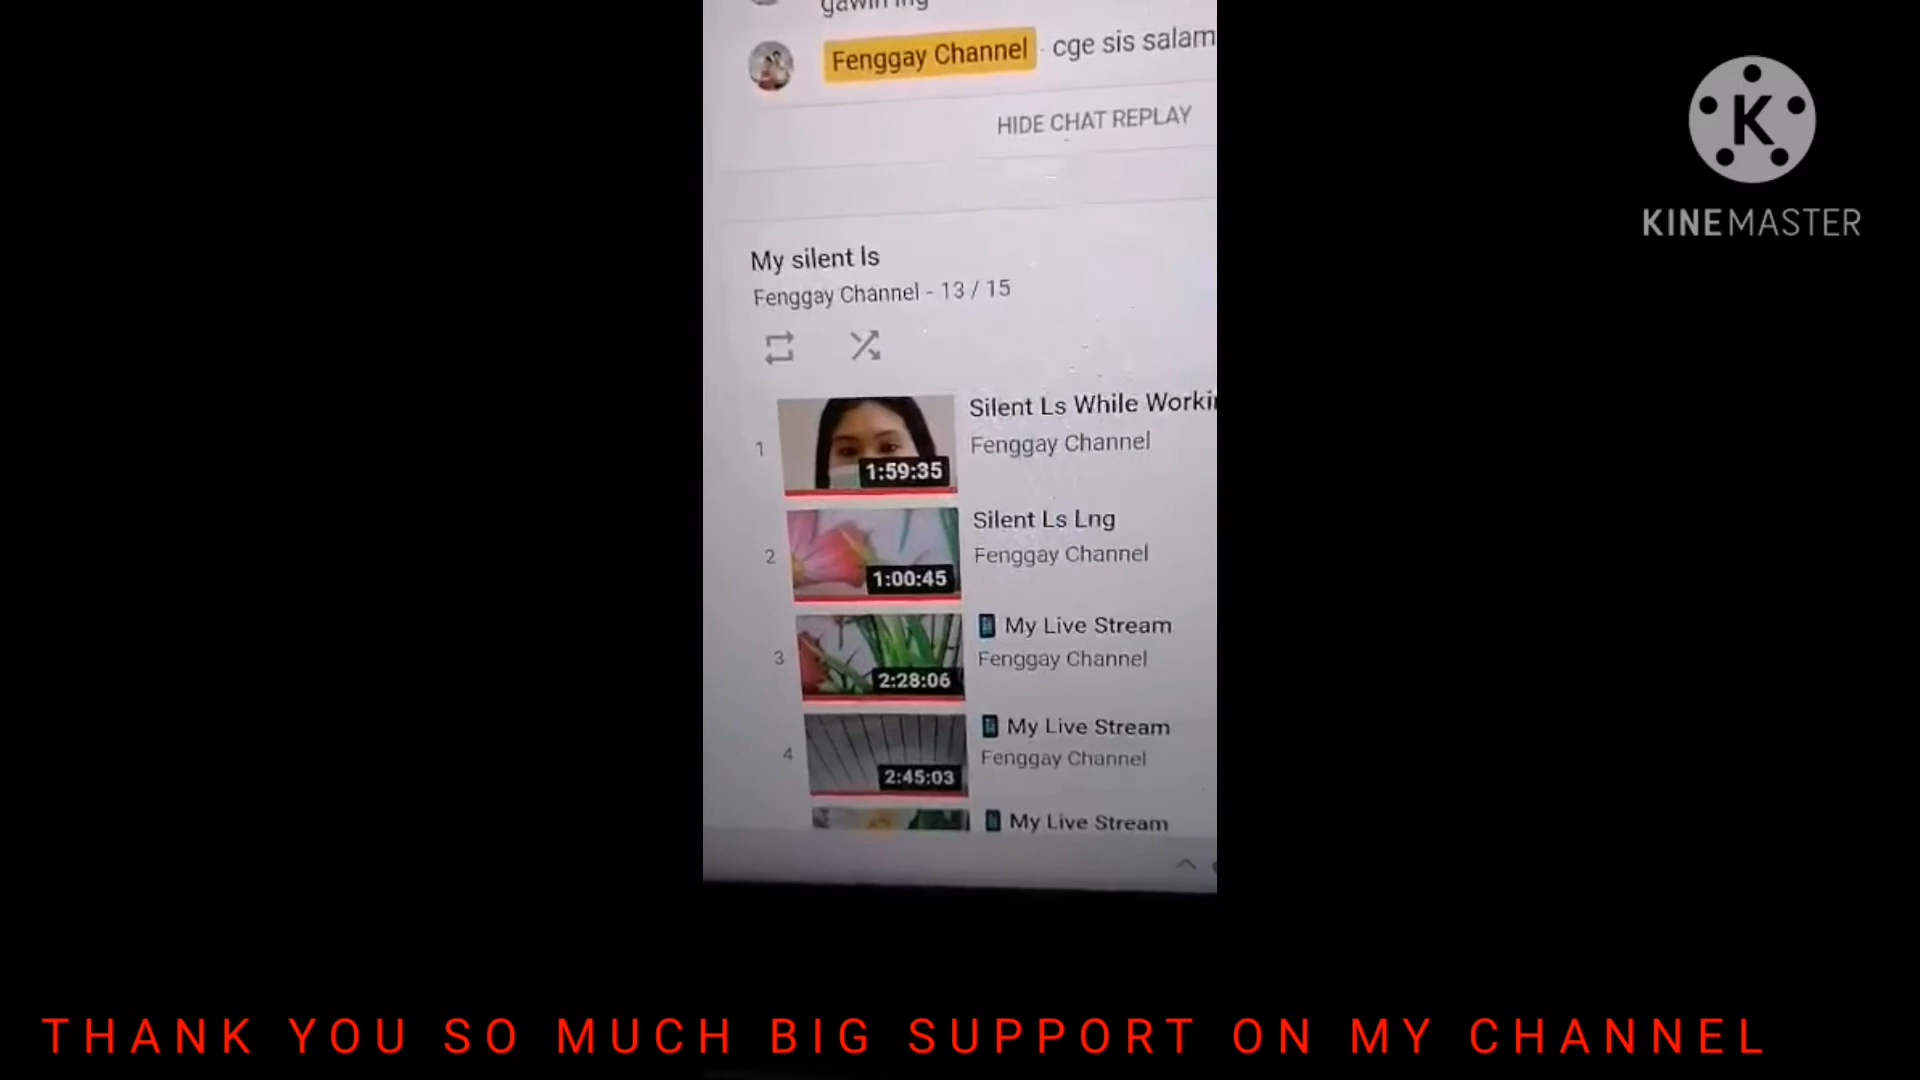 Fenggay Channel cge sis salam
HIDE CHAT REPLAY
KINEMASTER
My silent ls
Fenggay Channel - 13 / 15
1
1:59:35
Silent Ls While Workin
Fenggay Channel
2
1:00:45
Silent Ls Lng
Fenggay Channel
3
2:28:06
My Live Stream
Fenggay Channel
4
2:45:03
My Live Stream
Fenggay Channel
My Live Stream
THANK YOU SO MUCH BIG SUPPORT ON MY CHANNEL